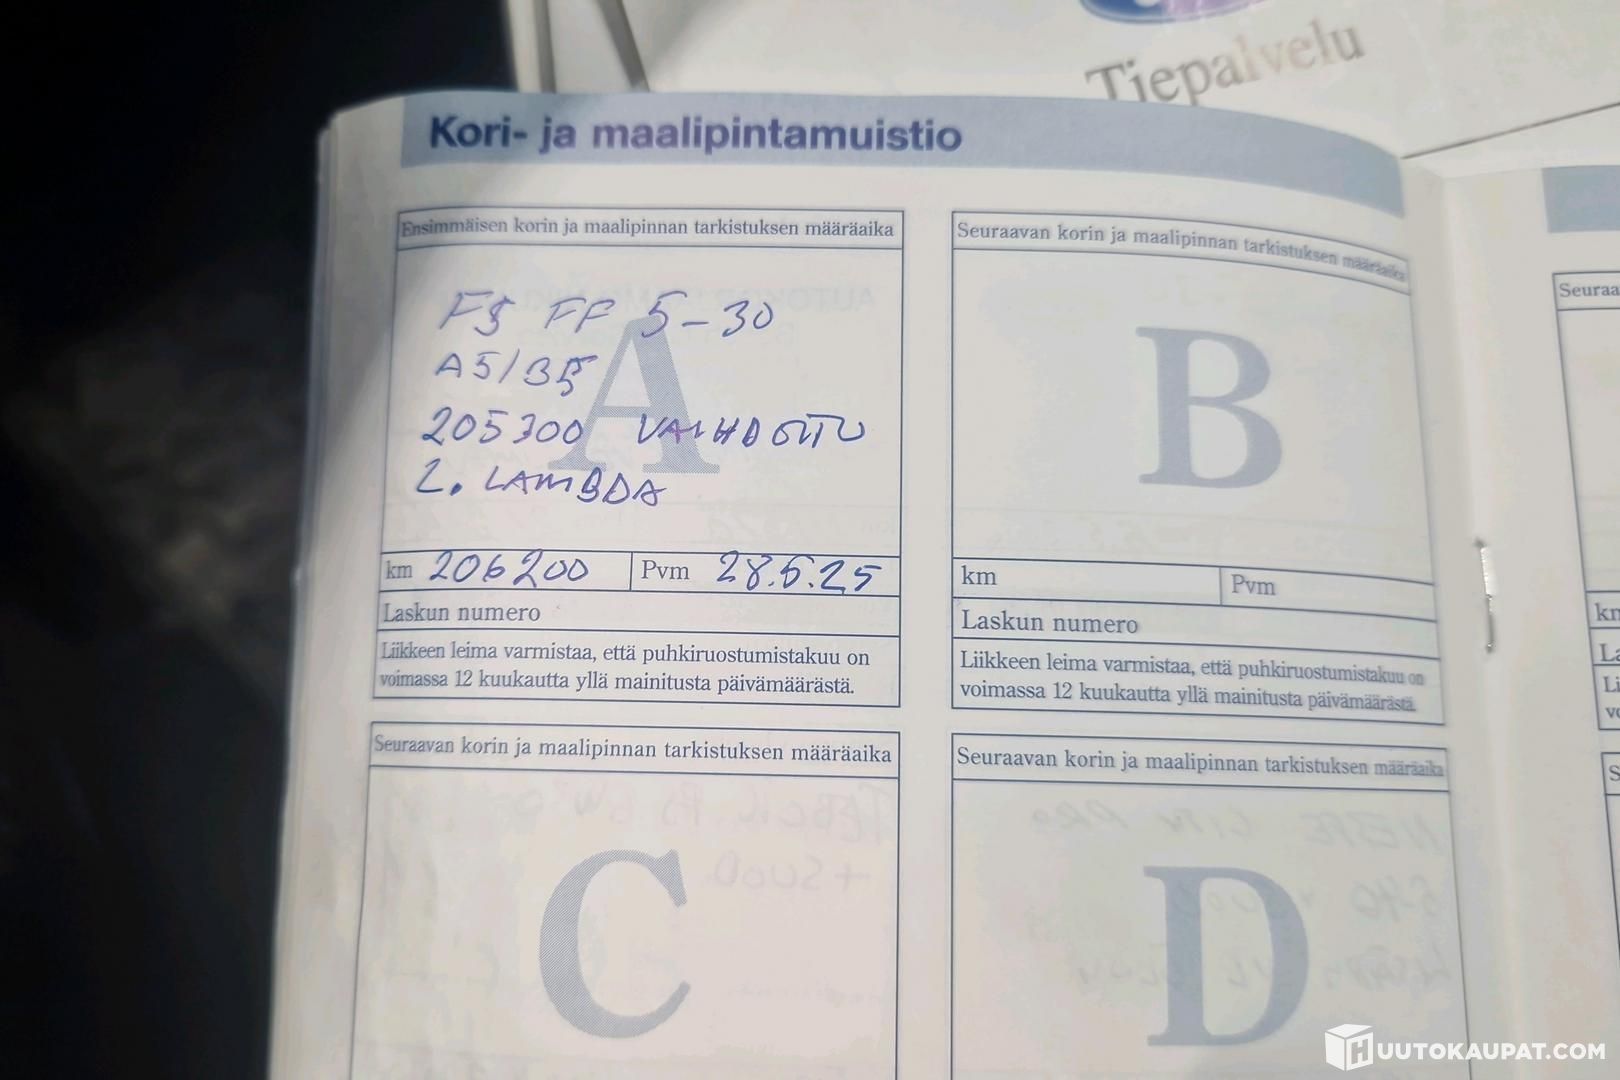 Tiepalvelu
Kori- ja maalipintamuistio
Ensimmäisen korin ja maalipinnan tarkistuksen määräaika
A
FS FF 5-30
A5/B5
205300 VAIHDOTTU
2. LAMBDA
km 206200 Pvm 28.5.25
Laskun numero
Liikkeen leima varmistaa, että puhkiruostumistakuu on
voimassa 12 kuukautta yllä mainitusta päivämäärästä.
Seuraavan korin ja maalipinnan tarkistuksen määräaika
B
km Pvm
Laskun numero
Liikkeen leima varmistaa, että puhkiruostumistakuu on
voimassa 12 kuukautta yllä mainitusta päivämäärästä.
Seuraavan korin ja maalipinnan tarkistuksen määräaika
C
Seuraavan korin ja maalipinnan tarkistuksen määräaika
D
Seuraa
km
HUUTOKAUPAT.COM